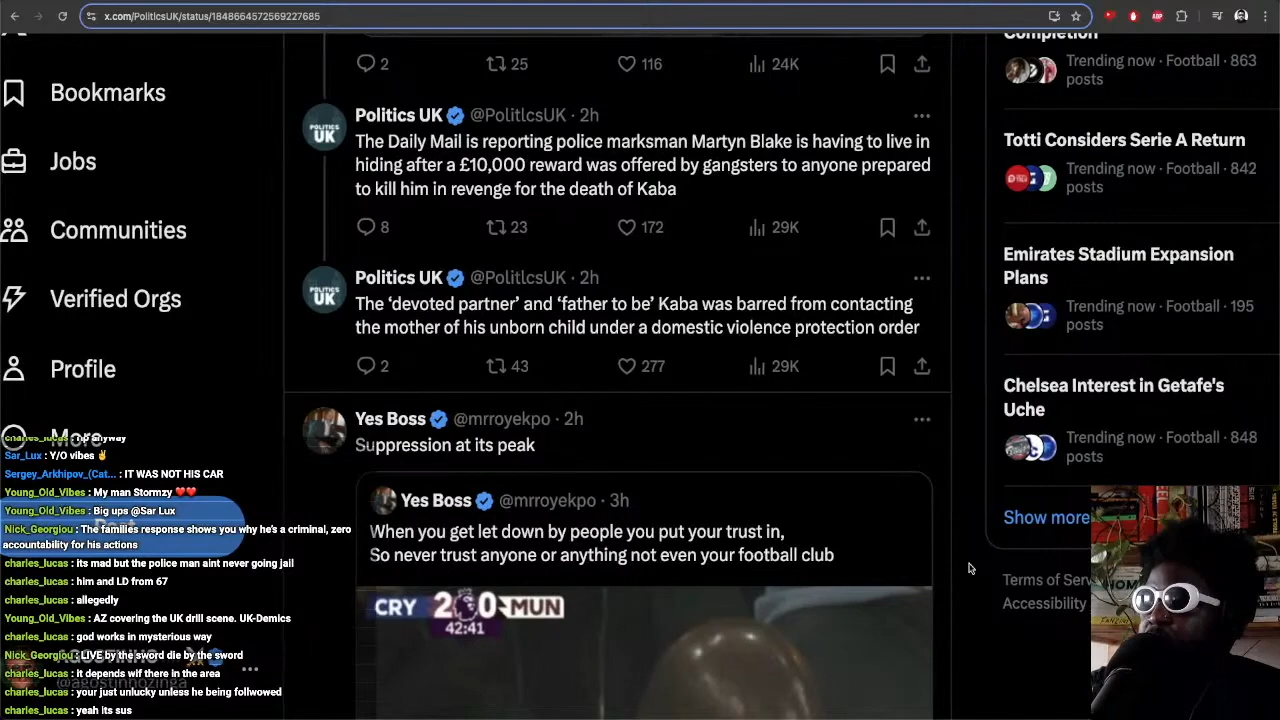 x.com/PolitlcsUK/status/1848664572569227685
Bookmarks
Jobs
Communities
Verified Orgs
Profile
More
2 25 116 24K
Politics UK @PolitlcsUK · 2h
The Daily Mail is reporting police marksman Martyn Blake is having to live in
hiding after a £10,000 reward was offered by gangsters to anyone prepared
to kill him in revenge for the death of Kaba
8 23 172 29K
Politics UK @PolitlcsUK · 2h
The ‘devoted partner’ and ‘father to be’ Kaba was barred from contacting
the mother of his unborn child under a domestic violence protection order
2 43 277 29K
Yes Boss @mrroyekpo · 2h
Suppression at its peak
Yes Boss @mrroyekpo · 3h
When you get let down by people you put your trust in,
So never trust anyone or anything not even your football club
CRY 2 0 MUN
42:41
Completion
Trending now · Football · 863
posts
Totti Considers Serie A Return
Trending now · Football · 842
posts
Emirates Stadium Expansion
Plans
Trending now · Football · 195
posts
Chelsea Interest in Getafe's
Uche
Trending now · Football · 848
posts
Show more
Terms of Serv
Accessibility
charles_lucas : rip anyway
Sar_Lux : Y/O vibes ✌
Sergey_Arkhipov_(Cat... : IT WAS NOT HIS CAR
Young_Old_Vibes : My man Stormzy ❤❤
Young_Old_Vibes : Big ups @Sar Lux
Nick_Georgiou : The families response shows you why he's a criminal, zero
accountability for his actions
charles_lucas : its mad but the police man aint never going jail
charles_lucas : him and LD from 67
charles_lucas : allegedly
Young_Old_Vibes : AZ covering the UK drill scene. UK-Demics
charles_lucas : god works in mysterious way
Nick_Georgiou : LIVE by the sword die by the sword
charles_lucas : it depends wif there in the area
charles_lucas : your just unlucky unless he being follwowed
charles_lucas : yeah its sus
Post
AGOSTINHO
@agostinhozinga